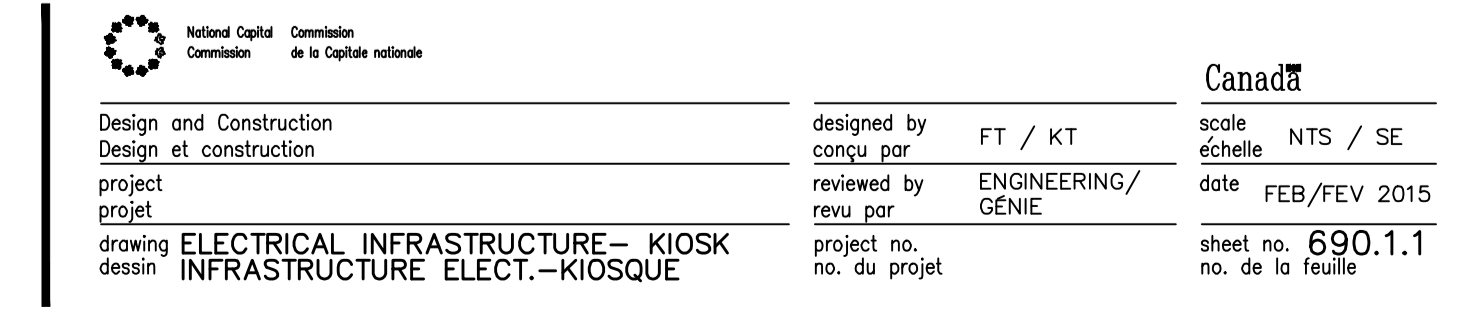 National Capital Commission
Commission de la Capitale nationale
Canada
Design and Construction
Design et construction
designed by
conçu par
FT / KT
scale
échelle
NTS / SE
project
projet
reviewed by
revu par
ENGINEERING/
GÉNIE
date
FEB/FEV 2015
drawing ELECTRICAL INFRASTRUCTURE– KIOSK
dessin INFRASTRUCTURE ELECT.–KIOSQUE
project no.
no. du projet
sheet no. 690.1.1
no. de la feuille